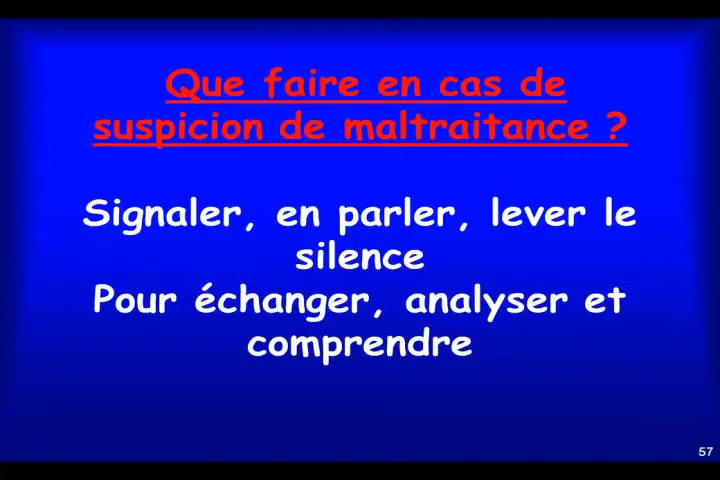 Que faire en cas de
suspicion de maltraitance ?
Signaler, en parler, lever le
silence
Pour échanger, analyser et
comprendre
57